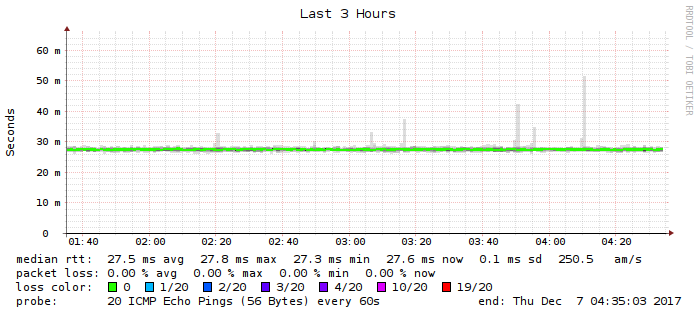 Last 3 Hours
RRDTOOL / TOBI OETIKER
Seconds
60 m
50 m
40 m
30 m
20 m
10 m
0
01:40 02:00 02:20 02:40 03:00 03:20 03:40 04:00 04:20
median rtt: 27.5 ms avg 27.8 ms max 27.3 ms min 27.6 ms now 0.1 ms sd 250.5 am/s
packet loss: 0.00 % avg 0.00 % max 0.00 % min 0.00 % now
loss color: 0 1/20 2/20 3/20 4/20 10/20 19/20
probe: 20 ICMP Echo Pings (56 Bytes) every 60s end: Thu Dec 7 04:35:03 2017